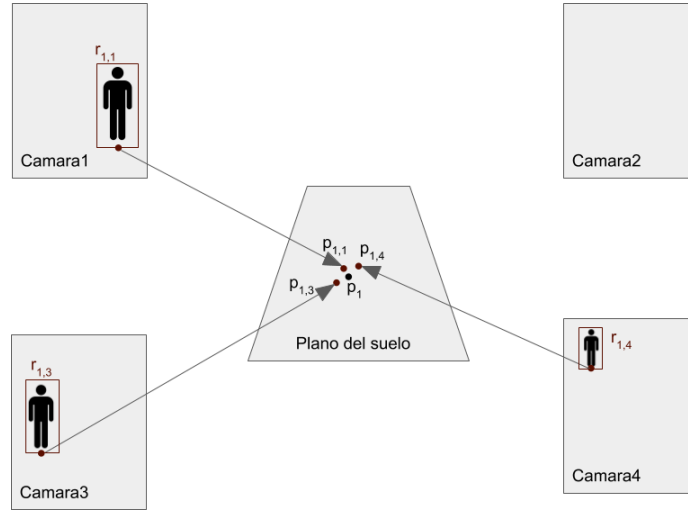 r1,1
Camara1
Camara2
p1,1
p1,4
p1,3
p1
Plano del suelo
r1,3
Camara3
r1,4
Camara4